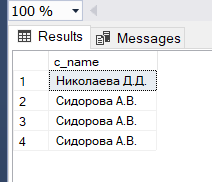 100 %
Results Messages
c_name
1 Николаева Д.Д.
2 Сидорова А.В.
3 Сидорова А.В.
4 Сидорова А.В.